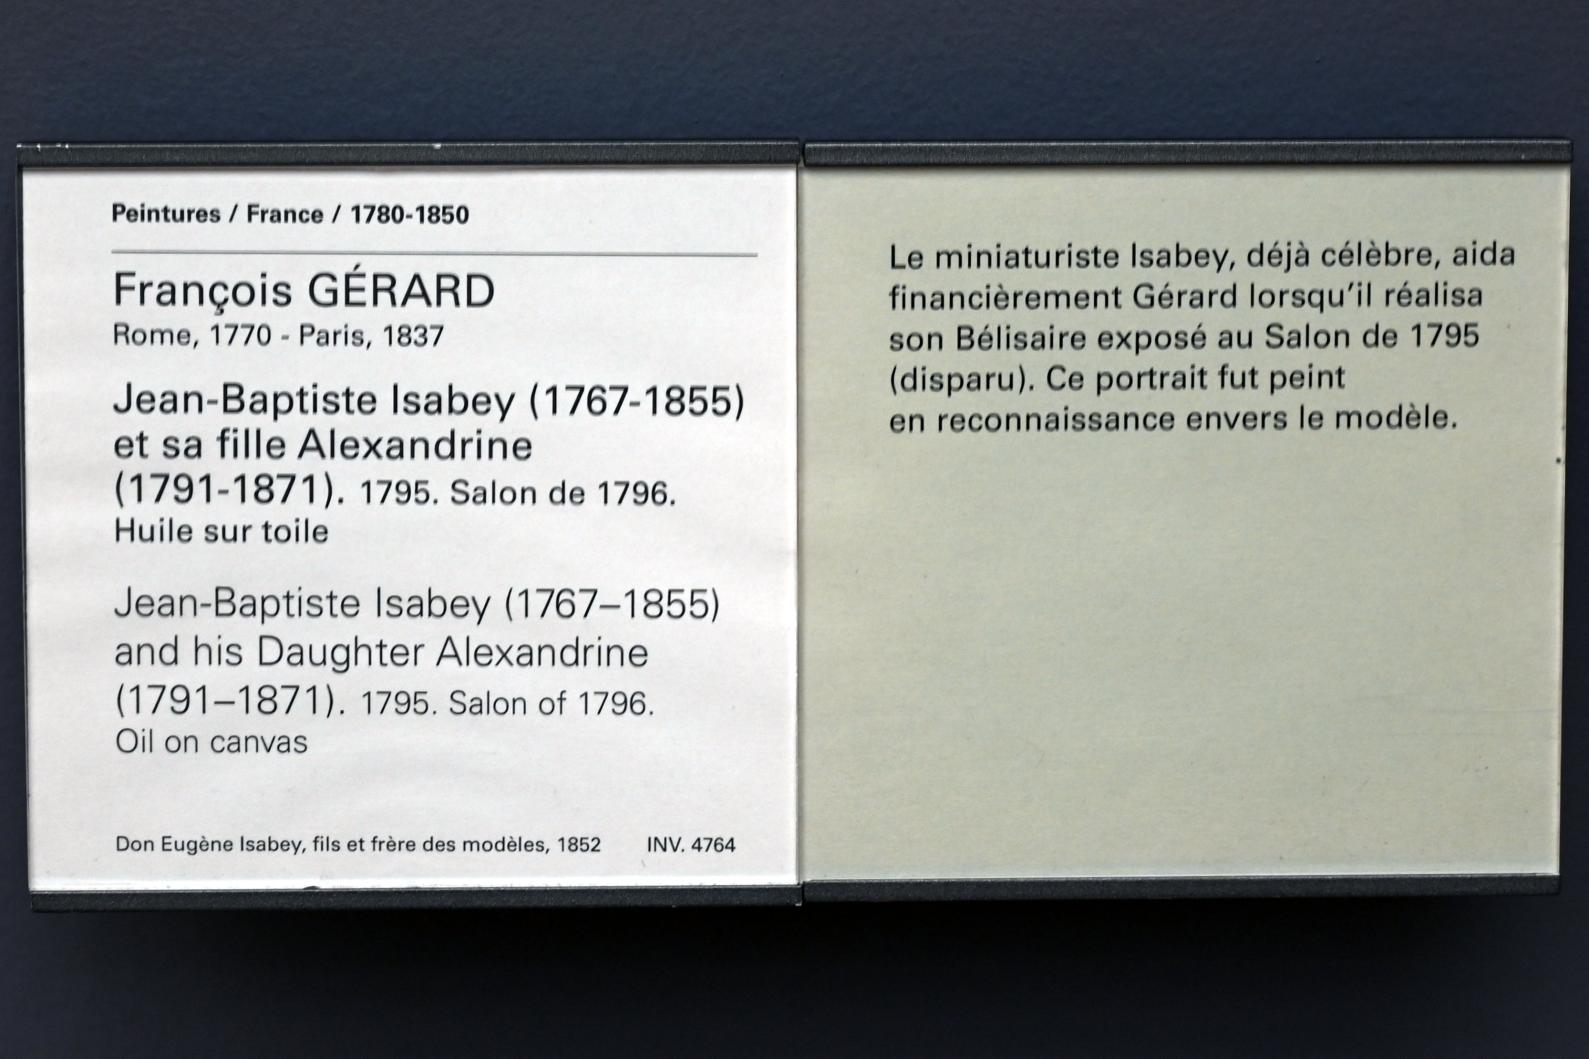 Peintures / France / 1780-1850
François GÉRARD
Rome, 1770 - Paris, 1837
Jean-Baptiste Isabey (1767-1855)
et sa fille Alexandrine
(1791-1871). 1795. Salon de 1796.
Huile sur toile
Jean-Baptiste Isabey (1767–1855)
and his Daughter Alexandrine
(1791–1871). 1795. Salon of 1796.
Oil on canvas
Don Eugène Isabey, fils et frère des modèles, 1852 INV. 4764
Le miniaturiste Isabey, déjà célèbre, aida
financièrement Gérard lorsqu'il réalisa
son Bélisaire exposé au Salon de 1795
(disparu). Ce portrait fut peint
en reconnaissance envers le modèle.